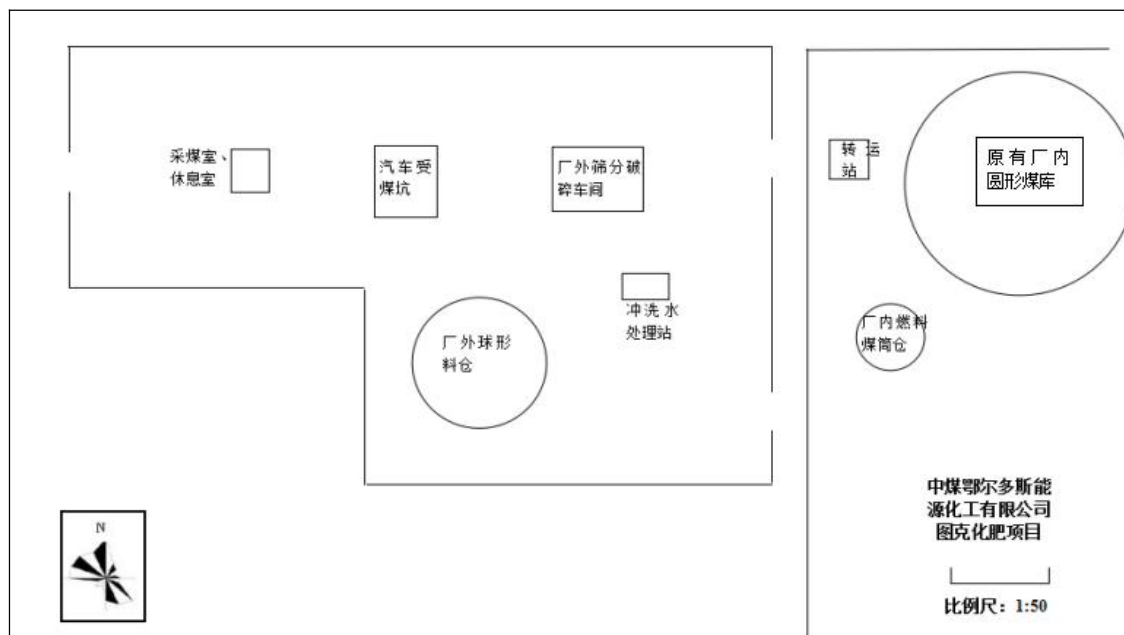 采煤室、
休息室
汽车受
煤坑
厂外筛分破
碎车间
转运
站
原有厂内
圆形煤库
冲洗水
处理站
厂外球形
料仓
厂内燃料
煤筒仓
中煤鄂尔多斯能
源化工有限公司
图克化肥项目
N
比例尺：1:50